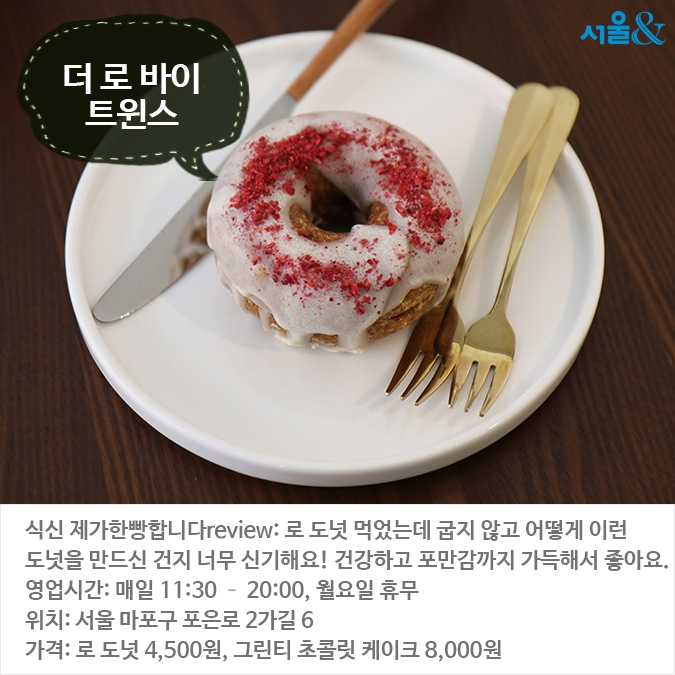 서울&
더 로 바이
트윈스
식신 제가한빵합니다review: 로 도넛 먹었는데 굽지 않고 어떻게 이런
도넛을 만드신 건지 너무 신기해요! 건강하고 포만감까지 가득해서 좋아요.
영업시간: 매일 11:30 – 20:00, 월요일 휴무
위치: 서울 마포구 포은로 2가길 6
가격: 로 도넛 4,500원, 그린티 초콜릿 케이크 8,000원